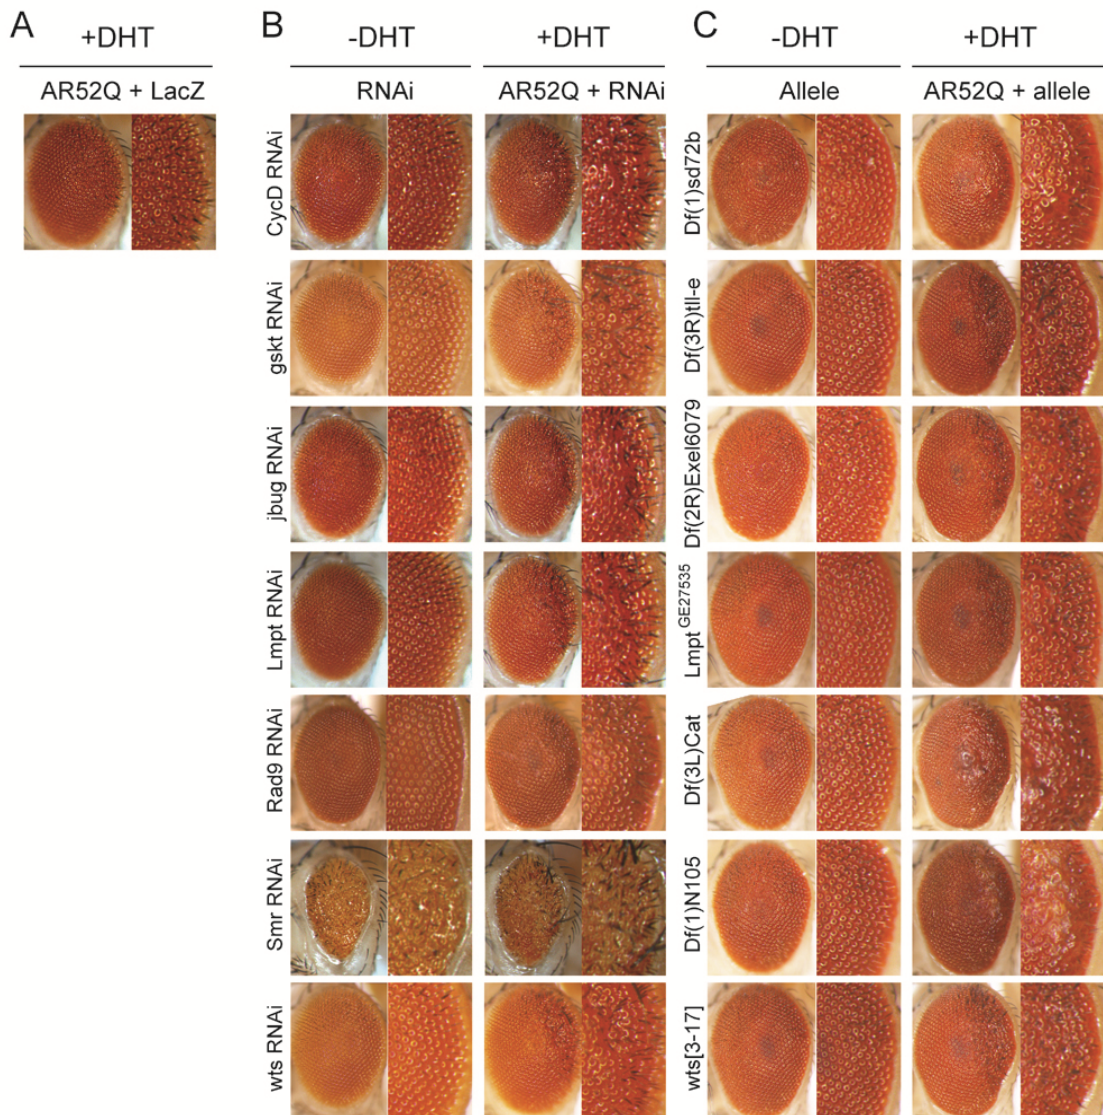 A
+DHT
AR52Q + LacZ
B
-DHT
+DHT
RNAi
AR52Q + RNAi
CycD RNAi
gskt RNAi
jbug RNAi
Lmpt RNAi
Rad9 RNAi
Smr RNAi
wts RNAi
C
-DHT
+DHT
Allele
AR52Q + allele
Df(1)sd72b
Df(3R)tll-e
Df(2R)Exel6079
Lmpt GE27535
Df(3L)Cat
Df(1)N105
wts[3-17]